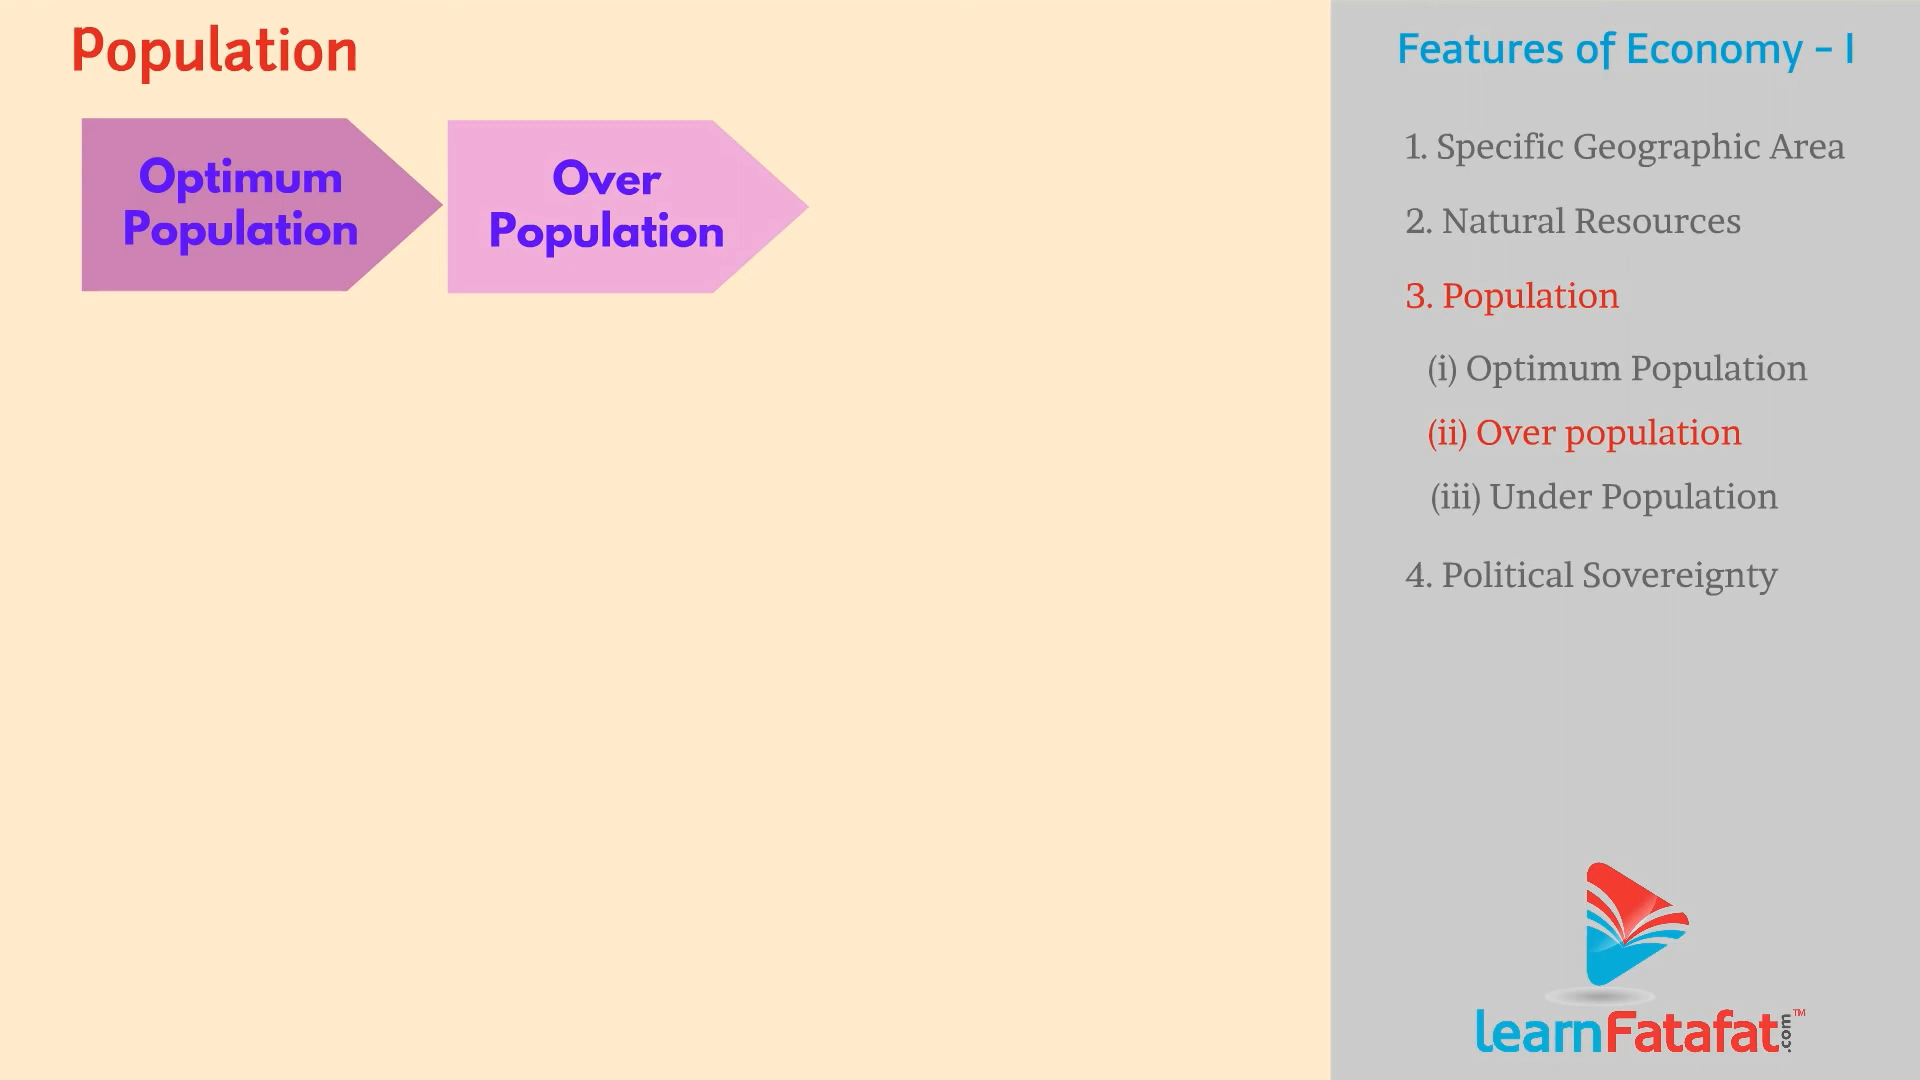 Population
Optimum
Population
Over
Population
Features of Economy – I
1. Specific Geographic Area
2. Natural Resources
3. Population
(i) Optimum Population
(ii) Over population
(iii) Under Population
4. Political Sovereignty
learnFatafat.com™